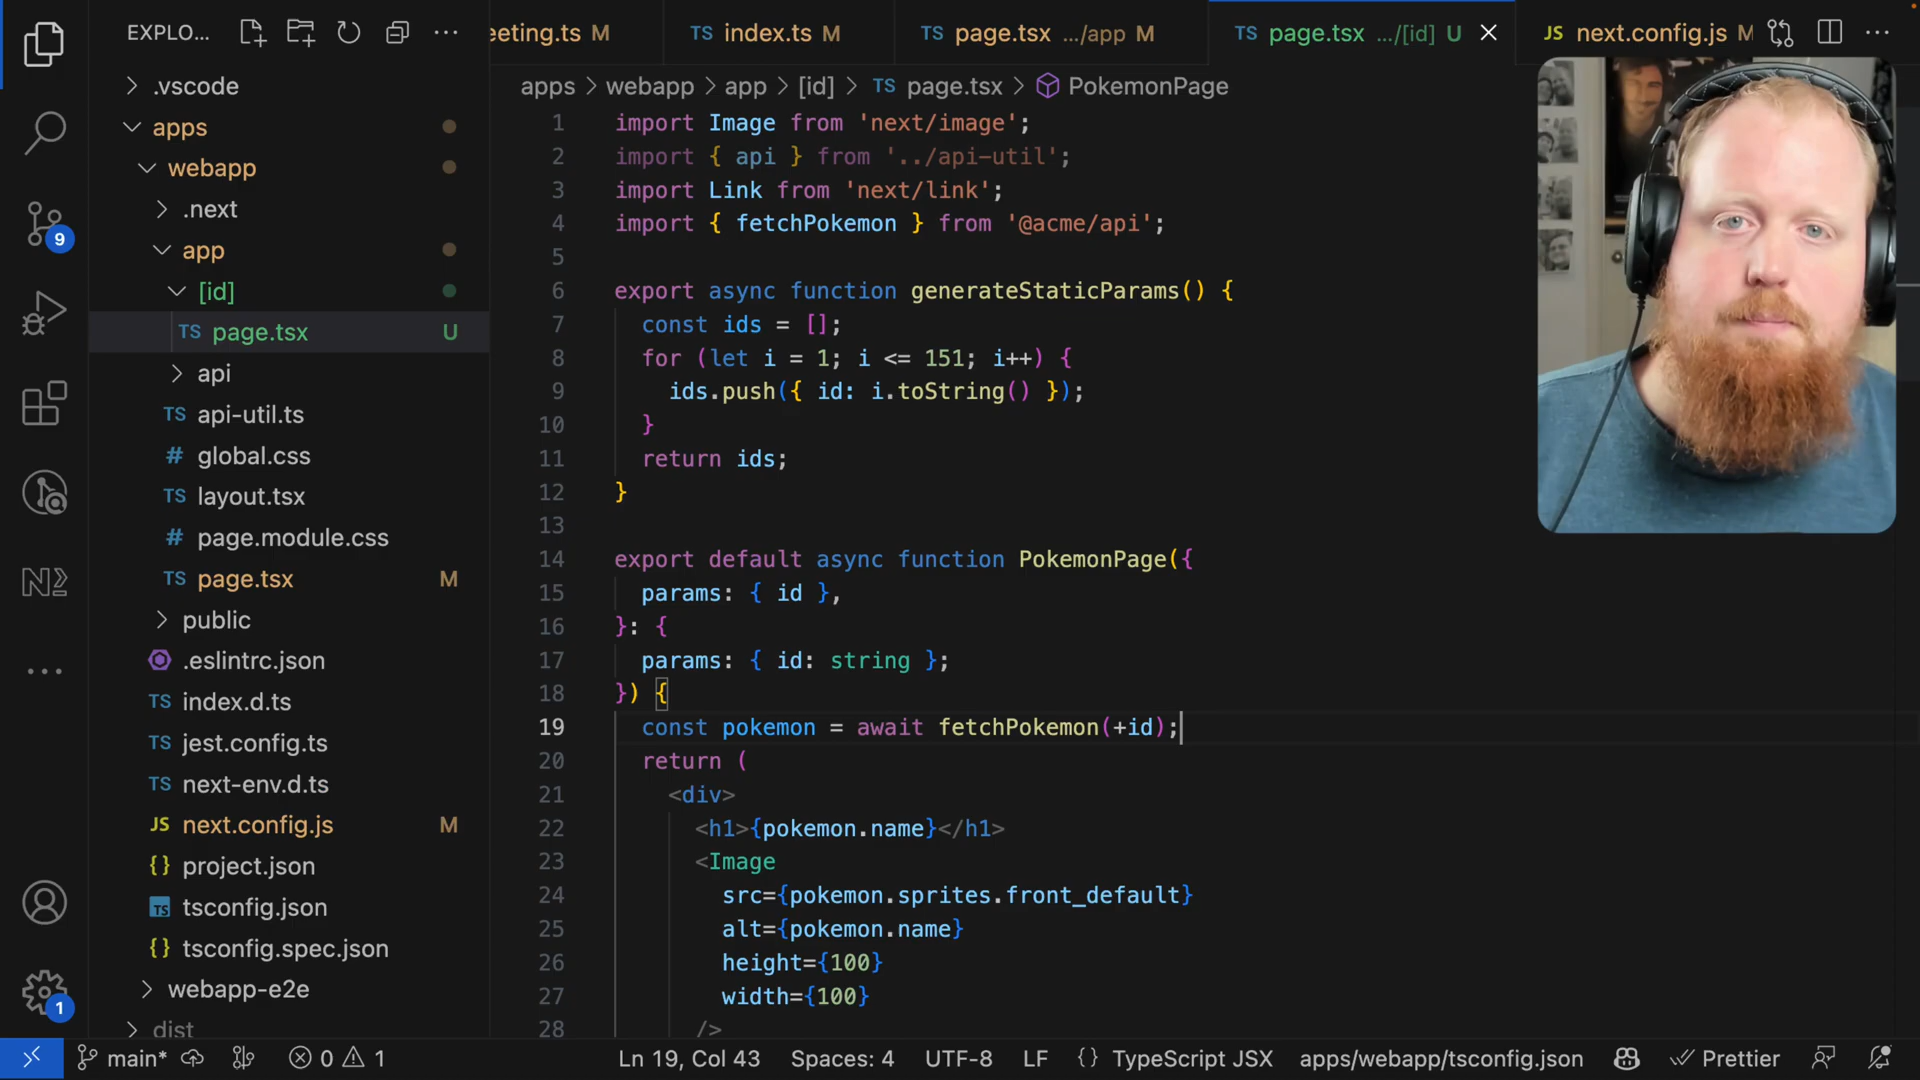 EXPLO...
eeting.ts M
TS index.ts M
TS page.tsx .../app M
TS page.tsx .../[id] U
JS next.config.js M
.vscode
apps
webapp
.next
app
[id]
TS page.tsx U
api
TS api-util.ts
# global.css
TS layout.tsx
# page.module.css
TS page.tsx M
public
.eslintrc.json
TS index.d.ts
TS jest.config.ts
TS next-env.d.ts
JS next.config.js M
{} project.json
TS tsconfig.json
{} tsconfig.spec.json
webapp-e2e
dist
9
1
apps > webapp > app > [id] > TS page.tsx > PokemonPage
1 import Image from 'next/image';
2 import { api } from '../api-util';
3 import Link from 'next/link';
4 import { fetchPokemon } from '@acme/api';
5
6 export async function generateStaticParams() {
7 const ids = [];
8 for (let i = 1; i <= 151; i++) {
9 ids.push({ id: i.toString() });
10 }
11 return ids;
12 }
13
14 export default async function PokemonPage({
15 params: { id },
16 }: {
17 params: { id: string };
18 }) {
19 const pokemon = await fetchPokemon(+id);
20 return (
21 <div>
22 <h1>{pokemon.name}</h1>
23 <Image
24 src={pokemon.sprites.front_default}
25 alt={pokemon.name}
26 height={100}
27 width={100}
28 />
main* 0 1 Ln 19, Col 43 Spaces: 4 UTF-8 LF {} TypeScript JSX apps/webapp/tsconfig.json Prettier